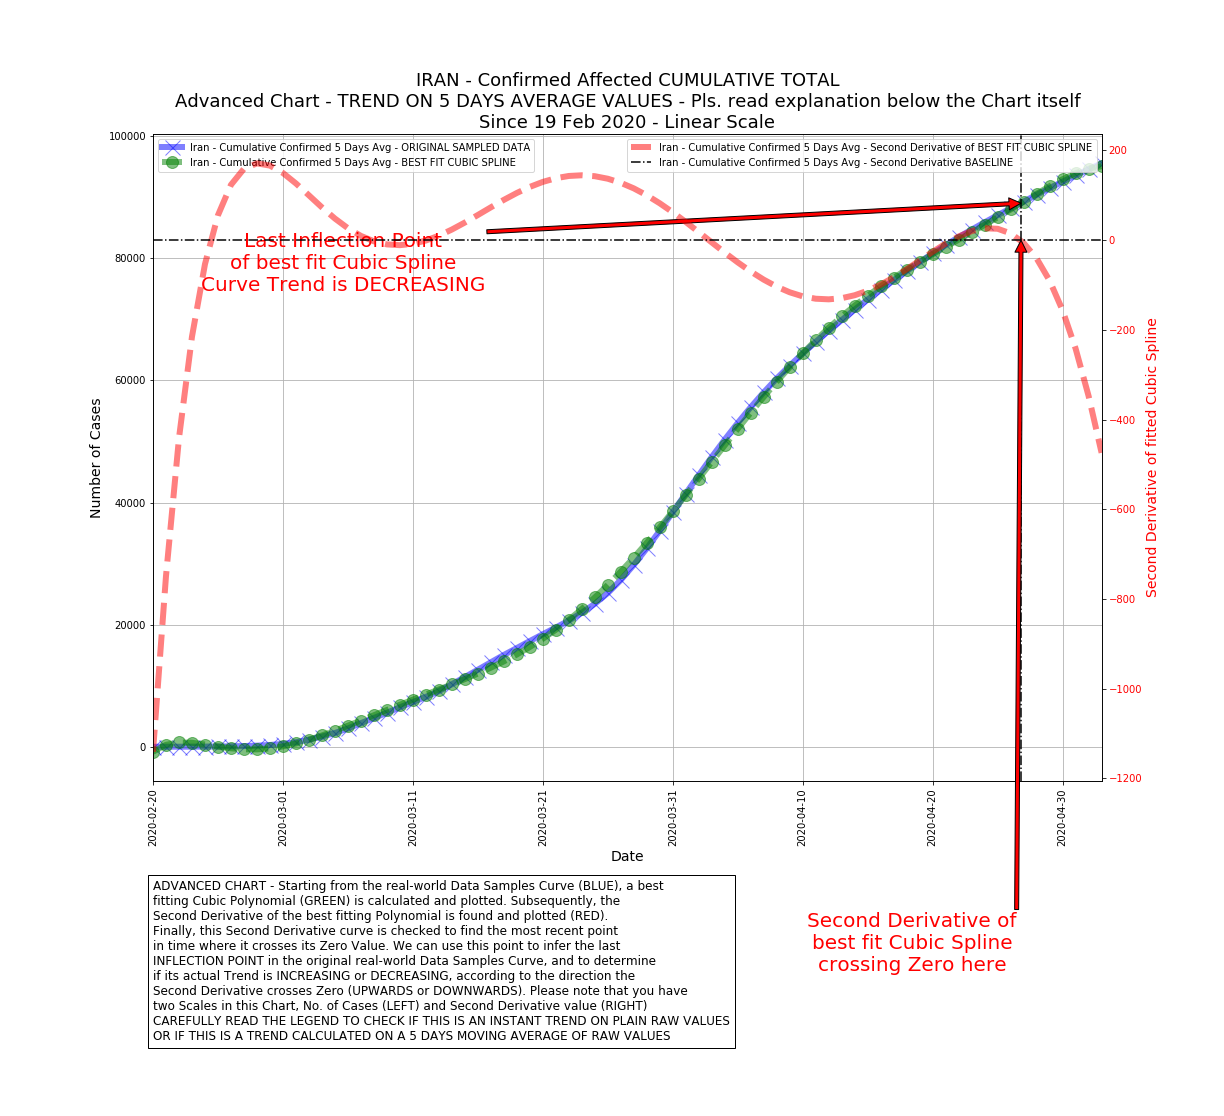 IRAN - Confirmed Affected CUMULATIVE TOTAL
Advanced Chart - TREND ON 5 DAYS AVERAGE VALUES - Pls. read explanation below the Chart itself
Since 19 Feb 2020 - Linear Scale
Iran - Cumulative Confirmed 5 Days Avg - ORIGINAL SAMPLED DATA
Iran - Cumulative Confirmed 5 Days Avg - BEST FIT CUBIC SPLINE
Iran - Cumulative Confirmed 5 Days Avg - Second Derivative of BEST FIT CUBIC SPLINE
Iran - Cumulative Confirmed 5 Days Avg - Second Derivative BASELINE
100000
80000
60000
40000
20000
0
Number of Cases
Last Inflection Point
of best fit Cubic Spline
Curve Trend is DECREASING
200
0
−200
−400
−600
−800
−1000
−1200
Second Derivative of fitted Cubic Spline
2020-02-20
2020-03-01
2020-03-11
2020-03-21
2020-03-31
2020-04-10
2020-04-20
2020-04-30
Date
ADVANCED CHART - Starting from the real-world Data Samples Curve (BLUE), a best
fitting Cubic Polynomial (GREEN) is calculated and plotted. Subsequently, the
Second Derivative of the best fitting Polynomial is found and plotted (RED).
Finally, this Second Derivative curve is checked to find the most recent point
in time where it crosses its Zero Value. We can use this point to infer the last
INFLECTION POINT in the original real-world Data Samples Curve, and to determine
if its actual Trend is INCREASING or DECREASING, according to the direction the
Second Derivative crosses Zero (UPWARDS or DOWNWARDS). Please note that you have
two Scales in this Chart, No. of Cases (LEFT) and Second Derivative value (RIGHT)
CAREFULLY READ THE LEGEND TO CHECK IF THIS IS AN INSTANT TREND ON PLAIN RAW VALUES
OR IF THIS IS A TREND CALCULATED ON A 5 DAYS MOVING AVERAGE OF RAW VALUES
Second Derivative of
best fit Cubic Spline
crossing Zero here